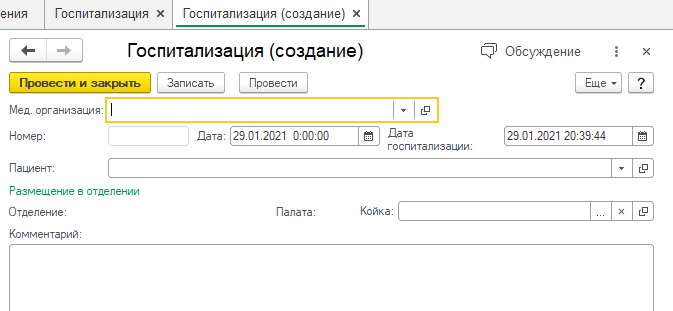 ения Госпитализация × Госпитализация (создание) ×
Госпитализация (создание) Обсуждение
Провести и закрыть Записать Провести Еще ?
Мед. организация:
Номер: Дата: 29.01.2021 0:00:00 Дата госпитализации: 29.01.2021 20:39:44
Пациент:
Размещение в отделении
Отделение: Палата: Койка: ... ×
Комментарий: